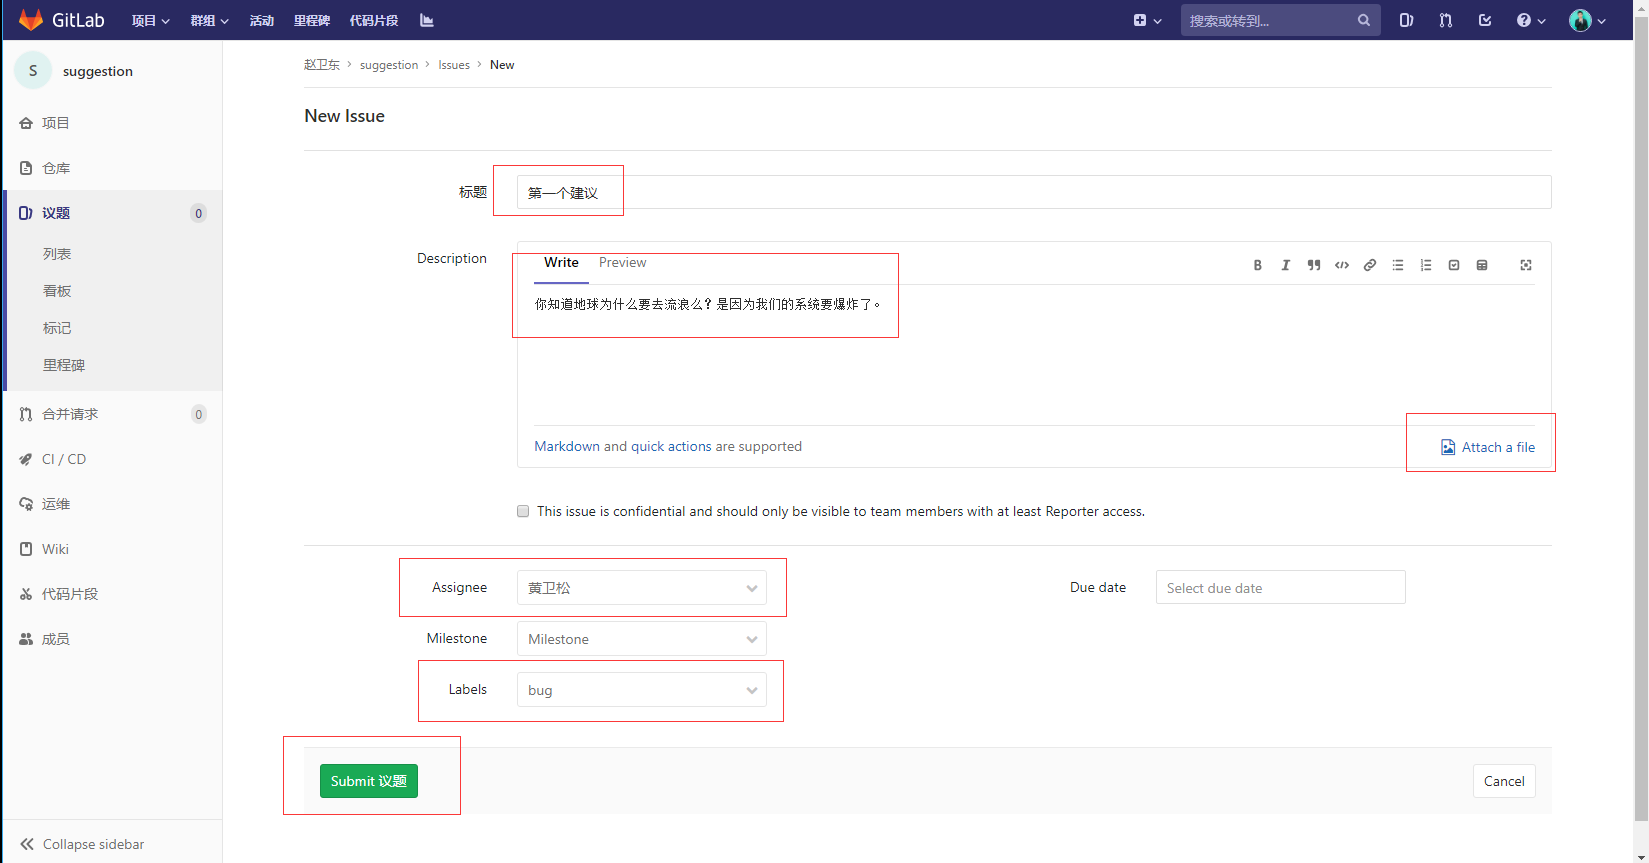 GitLab 项目 群组 活动 里程碑 代码片段 搜索或转到...
S suggestion
赵卫东 › suggestion › Issues › New
New Issue
项目
仓库
议题 0
列表
看板
标记
里程碑
合并请求 0
CI / CD
运维
Wiki
代码片段
成员
Collapse sidebar
标题 第一个建议
Description Write Preview
你知道地球为什么要去流浪么？是因为我们的系统要爆炸了。
Markdown and quick actions are supported Attach a file
This issue is confidential and should only be visible to team members with at least Reporter access.
Assignee 黄卫松 Due date Select due date
Milestone Milestone
Labels bug
Submit 议题 Cancel